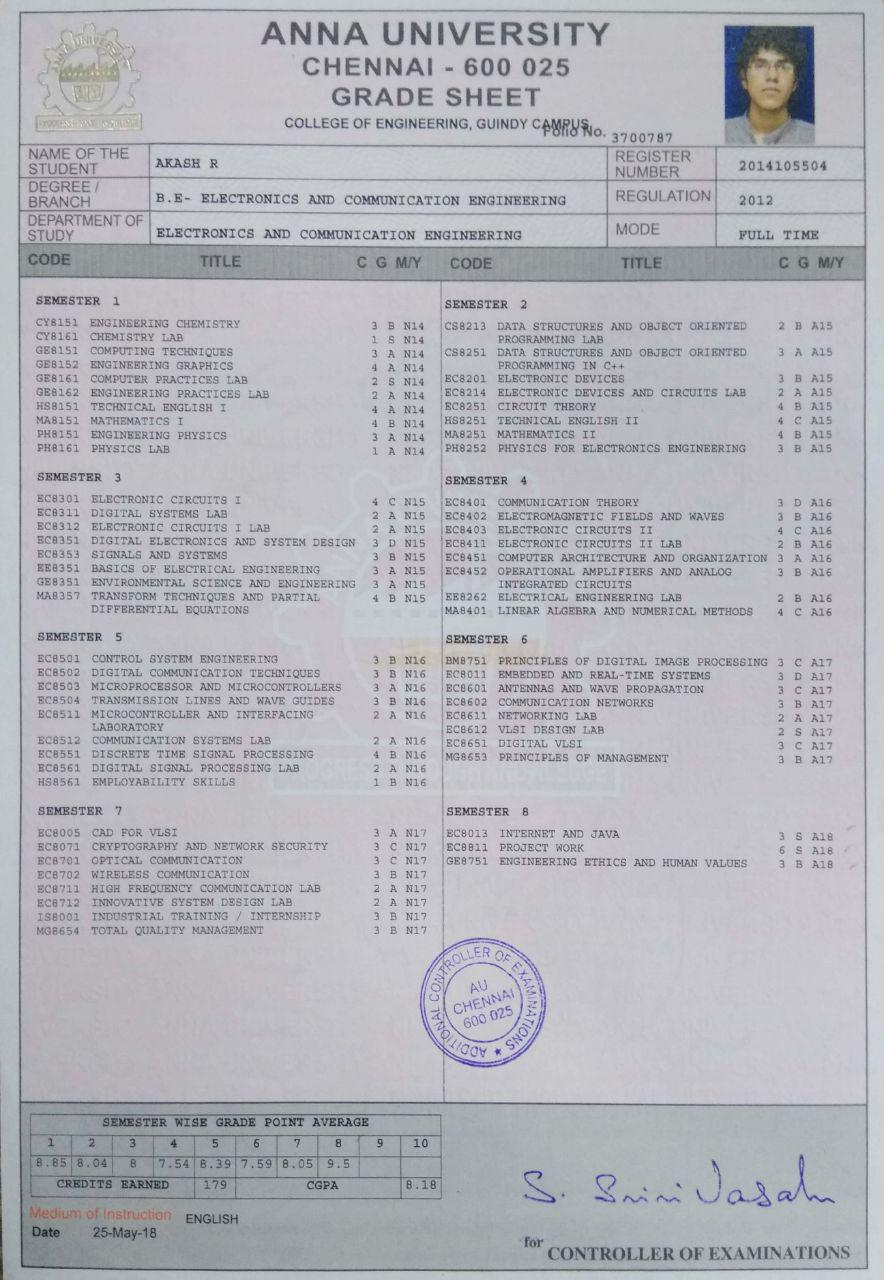 ANNA UNIVERSITY
CHENNAI - 600 025
GRADE SHEET
COLLEGE OF ENGINEERING, GUINDY CAMPUS
Folio No. 3700787
NAME OF THE STUDENT AKASH R REGISTER NUMBER 2014105504
DEGREE / BRANCH B.E- ELECTRONICS AND COMMUNICATION ENGINEERING REGULATION 2012
DEPARTMENT OF STUDY ELECTRONICS AND COMMUNICATION ENGINEERING MODE FULL TIME
CODE TITLE C G M/Y CODE TITLE C G M/Y
SEMESTER 1
CY8151 ENGINEERING CHEMISTRY 3 B N14
CY8161 CHEMISTRY LAB 1 S N14
GE8151 COMPUTING TECHNIQUES 3 A N14
GE8152 ENGINEERING GRAPHICS 4 A N14
GE8161 COMPUTER PRACTICES LAB 2 S N14
GE8162 ENGINEERING PRACTICES LAB 2 A N14
HS8151 TECHNICAL ENGLISH I 4 A N14
MA8151 MATHEMATICS I 4 B N14
PH8151 ENGINEERING PHYSICS 3 A N14
PH8161 PHYSICS LAB 1 A N14
SEMESTER 2
CS8213 DATA STRUCTURES AND OBJECT ORIENTED 2 B A15
PROGRAMMING LAB
CS8251 DATA STRUCTURES AND OBJECT ORIENTED 3 A A15
PROGRAMMING IN C++
EC8201 ELECTRONIC DEVICES 3 B A15
EC8214 ELECTRONIC DEVICES AND CIRCUITS LAB 2 A A15
EC8251 CIRCUIT THEORY 4 B A15
HS8251 TECHNICAL ENGLISH II 4 C A15
MA8251 MATHEMATICS II 4 B A15
PH8252 PHYSICS FOR ELECTRONICS ENGINEERING 3 B A15
SEMESTER 3
EC8301 ELECTRONIC CIRCUITS I 4 C N15
EC8311 DIGITAL SYSTEMS LAB 2 A N15
EC8312 ELECTRONIC CIRCUITS I LAB 2 A N15
EC8351 DIGITAL ELECTRONICS AND SYSTEM DESIGN 3 D N15
EC8353 SIGNALS AND SYSTEMS 3 B N15
EE8351 BASICS OF ELECTRICAL ENGINEERING 3 A N15
GE8351 ENVIRONMENTAL SCIENCE AND ENGINEERING 3 A N15
MA8357 TRANSFORM TECHNIQUES AND PARTIAL 4 B N15
DIFFERENTIAL EQUATIONS
SEMESTER 4
EC8401 COMMUNICATION THEORY 3 D A16
EC8402 ELECTROMAGNETIC FIELDS AND WAVES 3 B A16
EC8403 ELECTRONIC CIRCUITS II 4 C A16
EC8411 ELECTRONIC CIRCUITS II LAB 2 B A16
EC8451 COMPUTER ARCHITECTURE AND ORGANIZATION 3 A A16
EC8452 OPERATIONAL AMPLIFIERS AND ANALOG 3 B A16
INTEGRATED CIRCUITS
EE8262 ELECTRICAL ENGINEERING LAB 2 B A16
MA8401 LINEAR ALGEBRA AND NUMERICAL METHODS 4 C A16
SEMESTER 5
EC8501 CONTROL SYSTEM ENGINEERING 3 B N16
EC8502 DIGITAL COMMUNICATION TECHNIQUES 3 B N16
EC8503 MICROPROCESSOR AND MICROCONTROLLERS 3 A N16
EC8504 TRANSMISSION LINES AND WAVE GUIDES 3 B N16
EC8511 MICROCONTROLLER AND INTERFACING 2 A N16
LABORATORY
EC8512 COMMUNICATION SYSTEMS LAB 2 A N16
EC8551 DISCRETE TIME SIGNAL PROCESSING 4 B N16
EC8561 DIGITAL SIGNAL PROCESSING LAB 2 A N16
HS8561 EMPLOYABILITY SKILLS 1 B N16
SEMESTER 6
BM8751 PRINCIPLES OF DIGITAL IMAGE PROCESSING 3 C A17
EC8011 EMBEDDED AND REAL-TIME SYSTEMS 3 D A17
EC8601 ANTENNAS AND WAVE PROPAGATION 3 C A17
EC8602 COMMUNICATION NETWORKS 3 B A17
EC8611 NETWORKING LAB 2 A A17
EC8612 VLSI DESIGN LAB 2 S A17
EC8651 DIGITAL VLSI 3 C A17
MG8653 PRINCIPLES OF MANAGEMENT 3 B A17
SEMESTER 7
EC8005 CAD FOR VLSI 3 A N17
EC8071 CRYPTOGRAPHY AND NETWORK SECURITY 3 C N17
EC8701 OPTICAL COMMUNICATION 3 C N17
EC8702 WIRELESS COMMUNICATION 3 B N17
EC8711 HIGH FREQUENCY COMMUNICATION LAB 2 A N17
EC8712 INNOVATIVE SYSTEM DESIGN LAB 2 A N17
IS8001 INDUSTRIAL TRAINING / INTERNSHIP 3 B N17
MG8654 TOTAL QUALITY MANAGEMENT 3 B N17
SEMESTER 8
EC8013 INTERNET AND JAVA 3 S A18
EC8811 PROJECT WORK 6 S A18
GE8751 ENGINEERING ETHICS AND HUMAN VALUES 3 B A18
ADDITIONAL CONTROLLER OF EXAMINATIONS
AU
CHENNAI
600 025
SEMESTER WISE GRADE POINT AVERAGE
1 2 3 4 5 6 7 8 9 10
8.85 8.04 8 7.54 8.39 7.59 8.05 9.5
CREDITS EARNED 179 CGPA 8.18
Medium of Instruction ENGLISH
Date 25-May-18
S. Srinivasalu
for CONTROLLER OF EXAMINATIONS